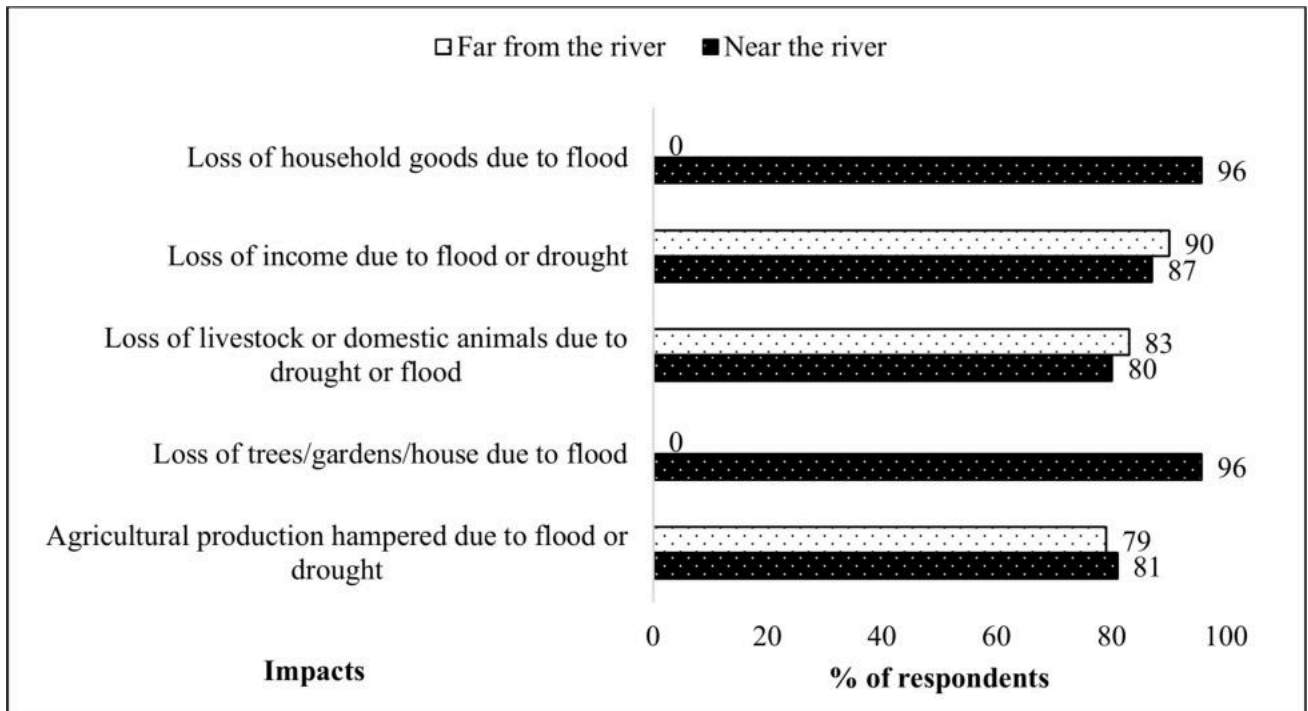 Far from the river Near the river
Loss of household goods due to flood
0
96
Loss of income due to flood or drought
90
87
Loss of livestock or domestic animals due to
drought or flood
83
80
Loss of trees/gardens/house due to flood
0
96
Agricultural production hampered due to flood or
drought
79
81
0 20 40 60 80 100
Impacts
% of respondents